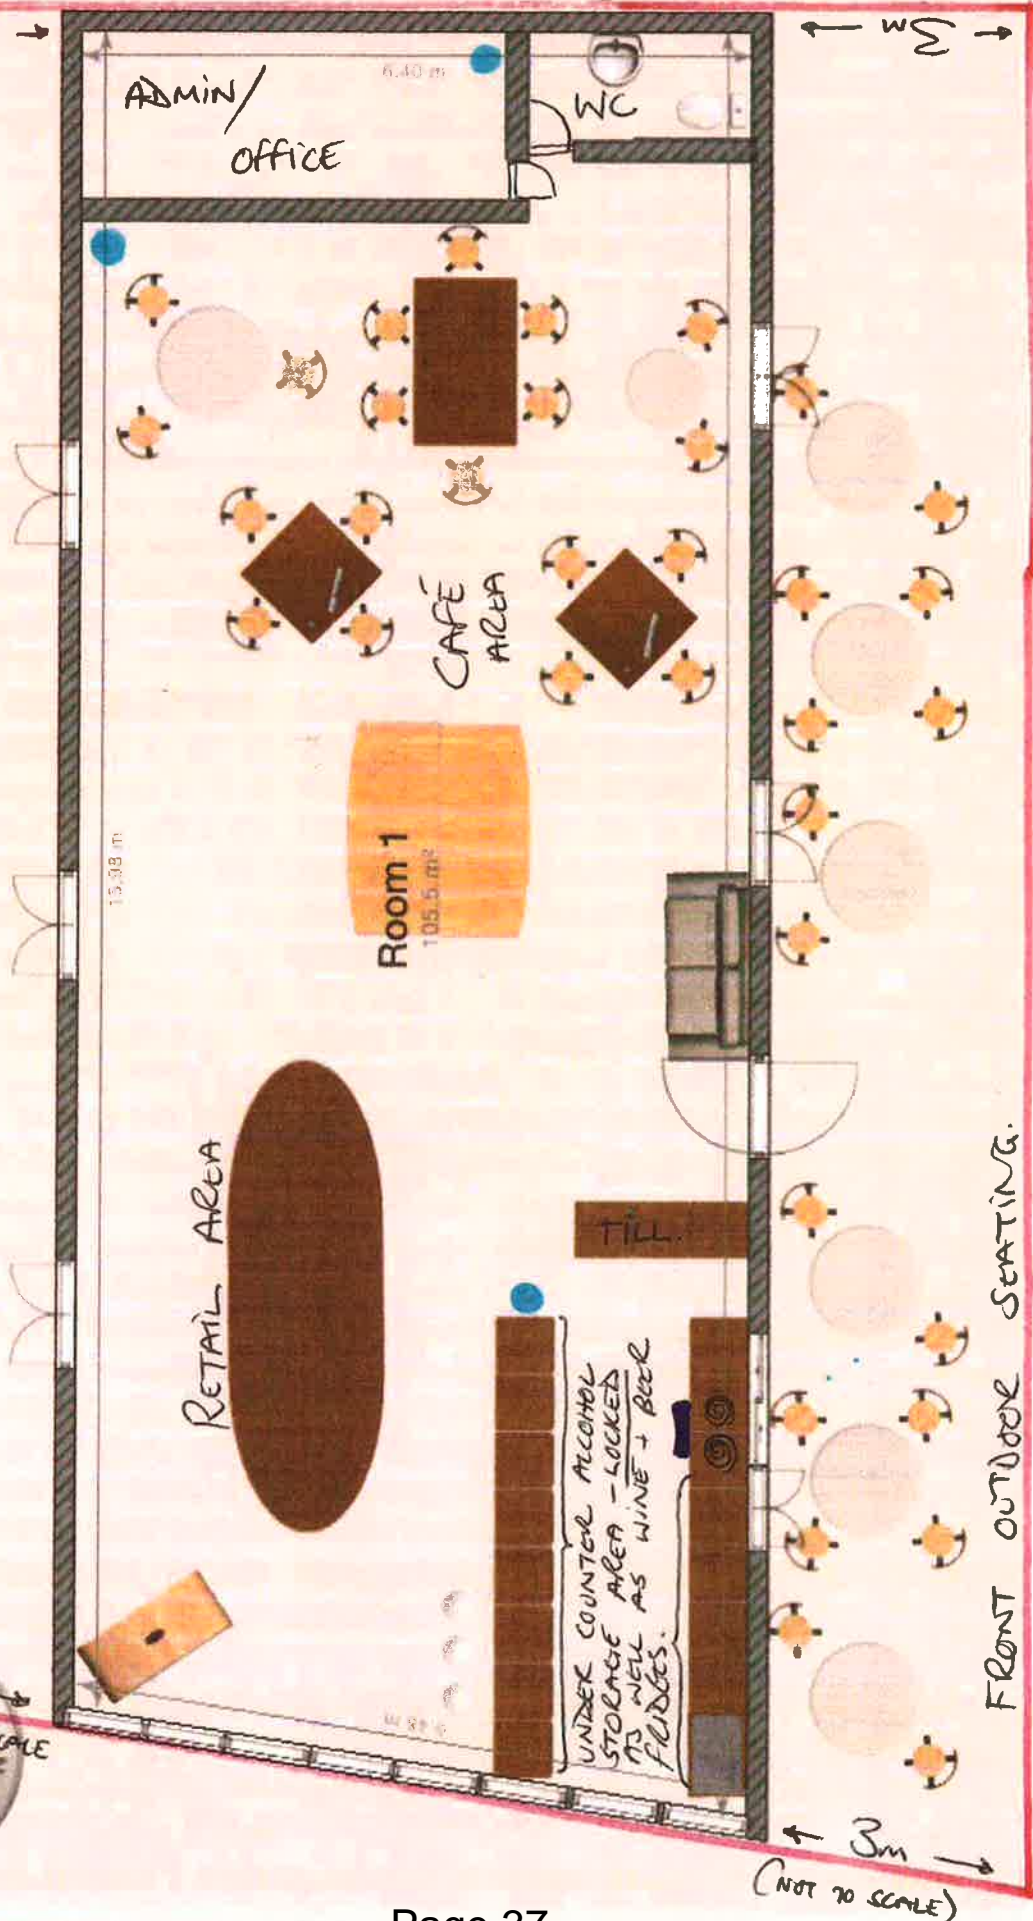 3m
6.40 m
ADMIN/
OFFICE
WC
CAFÉ
AREA
15.98 m
Room 1
105.5 m²
RETAIL AREA
TILL.
UNDER COUNTER ALCOHOL
STORAGE AREA - LOCKED
AS WELL AS WINE + BEER
FRIDGES.
FRONT OUTDOOR SEATING.
3m
(NOT TO SCALE)
Page 37